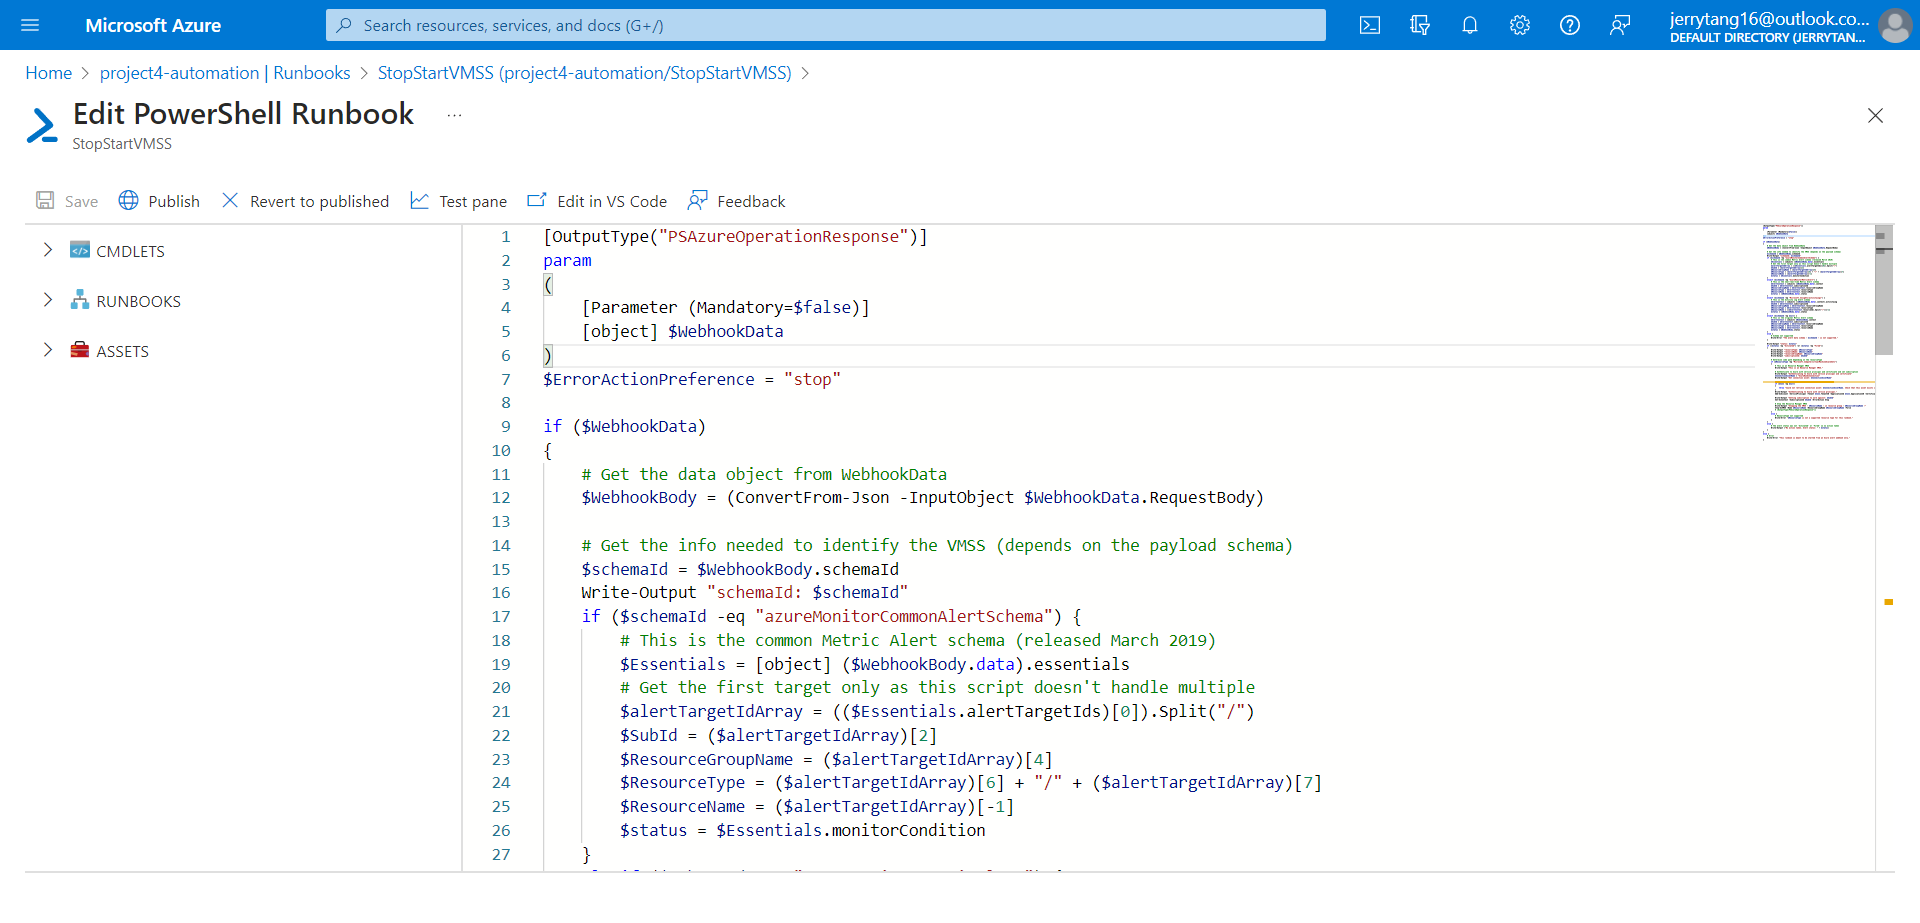 Microsoft Azure
Search resources, services, and docs (G+/)
jerrytang16@outlook.co...
DEFAULT DIRECTORY (JERRYTAN...
Home > project4-automation | Runbooks > StopStartVMSS (project4-automation/StopStartVMSS) >
Edit PowerShell Runbook ...
StopStartVMSS
Save Publish Revert to published Test pane Edit in VS Code Feedback
CMDLETS
RUNBOOKS
ASSETS
1 [OutputType("PSAzureOperationResponse")]
2 param
3 (
4 [Parameter (Mandatory=$false)]
5 [object] $WebhookData
6 )
7 $ErrorActionPreference = "stop"
8
9 if ($WebhookData)
10 {
11 # Get the data object from WebhookData
12 $WebhookBody = (ConvertFrom-Json -InputObject $WebhookData.RequestBody)
13
14 # Get the info needed to identify the VMSS (depends on the payload schema)
15 $schemaId = $WebhookBody.schemaId
16 Write-Output "schemaId: $schemaId"
17 if ($schemaId -eq "azureMonitorCommonAlertSchema") {
18 # This is the common Metric Alert schema (released March 2019)
19 $Essentials = [object] ($WebhookBody.data).essentials
20 # Get the first target only as this script doesn't handle multiple
21 $alertTargetIdArray = (($Essentials.alertTargetIds)[0]).Split("/")
22 $SubId = ($alertTargetIdArray)[2]
23 $ResourceGroupName = ($alertTargetIdArray)[4]
24 $ResourceType = ($alertTargetIdArray)[6] + "/" + ($alertTargetIdArray)[7]
25 $ResourceName = ($alertTargetIdArray)[-1]
26 $status = $Essentials.monitorCondition
27 }